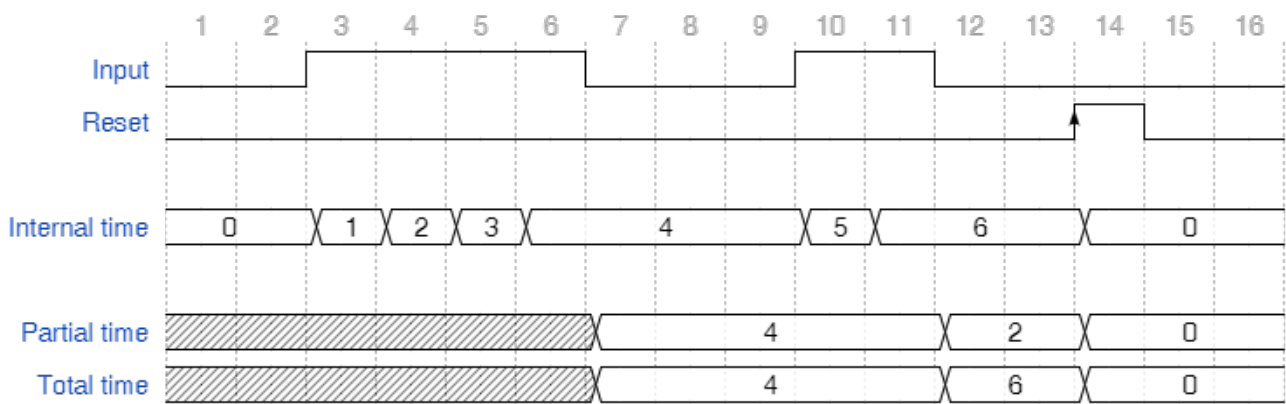 1 2 3 4 5 6 7 8 9 10 11 12 13 14 15 16
Input
Reset
Internal time 0 1 2 3 4 5 6 0
Partial time 4 2 0
Total time 4 6 0